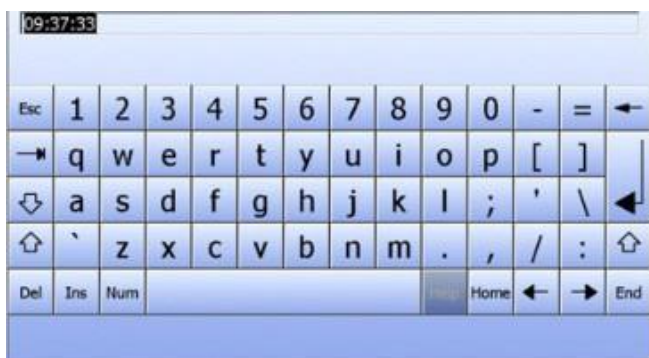 09:37:33
Esc 1 2 3 4 5 6 7 8 9 0 - =
q w e r t y u i o p [ ]
a s d f g h j k l ; ' \
` z x c v b n m . , / :
Del Ins Num Help Home End